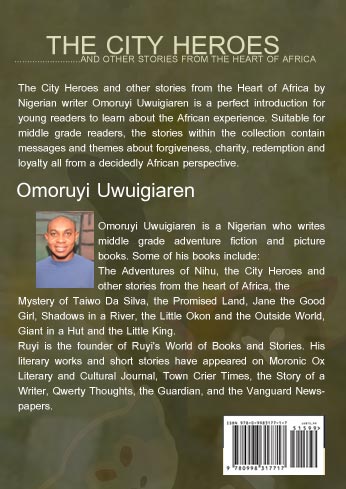 THE CITY HEROES
............................AND OTHER STORIES FROM THE HEART OF AFRICA
The City Heroes and other stories from the Heart of Africa by
Nigerian writer Omoruyi Uwuigiaren is a perfect introduction for
young readers to learn about the African experience. Suitable for
middle grade readers, the stories within the collection contain
messages and themes about forgiveness, charity, redemption and
loyalty all from a decidedly African perspective.
Omoruyi Uwuigiaren
Omoruyi Uwuigiaren is a Nigerian who writes
middle grade adventure fiction and picture
books. Some of his books include:
The Adventures of Nihu, the City Heroes and
other stories from the heart of Africa, the
Mystery of Taiwo Da Silva, the Promised Land, Jane the Good
Girl, Shadows in a River, the Little Okon and the Outside World,
Giant in a Hut and the Little King.
Ruyi is the founder of Ruyi's World of Books and Stories. His
literary works and short stories have appeared on Moronic Ox
Literary and Cultural Journal, Town Crier Times, the Story of a
Writer, Qwerty Thoughts, the Guardian, and the Vanguard News-
papers.
51599